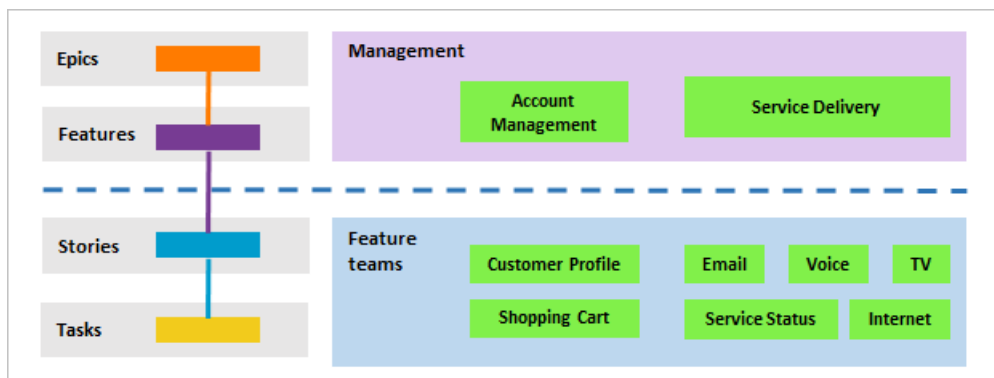 Epics
Features
Stories
Tasks
Management
Account
Management
Service Delivery
Feature
teams
Customer Profile
Email
Voice
TV
Shopping Cart
Service Status
Internet